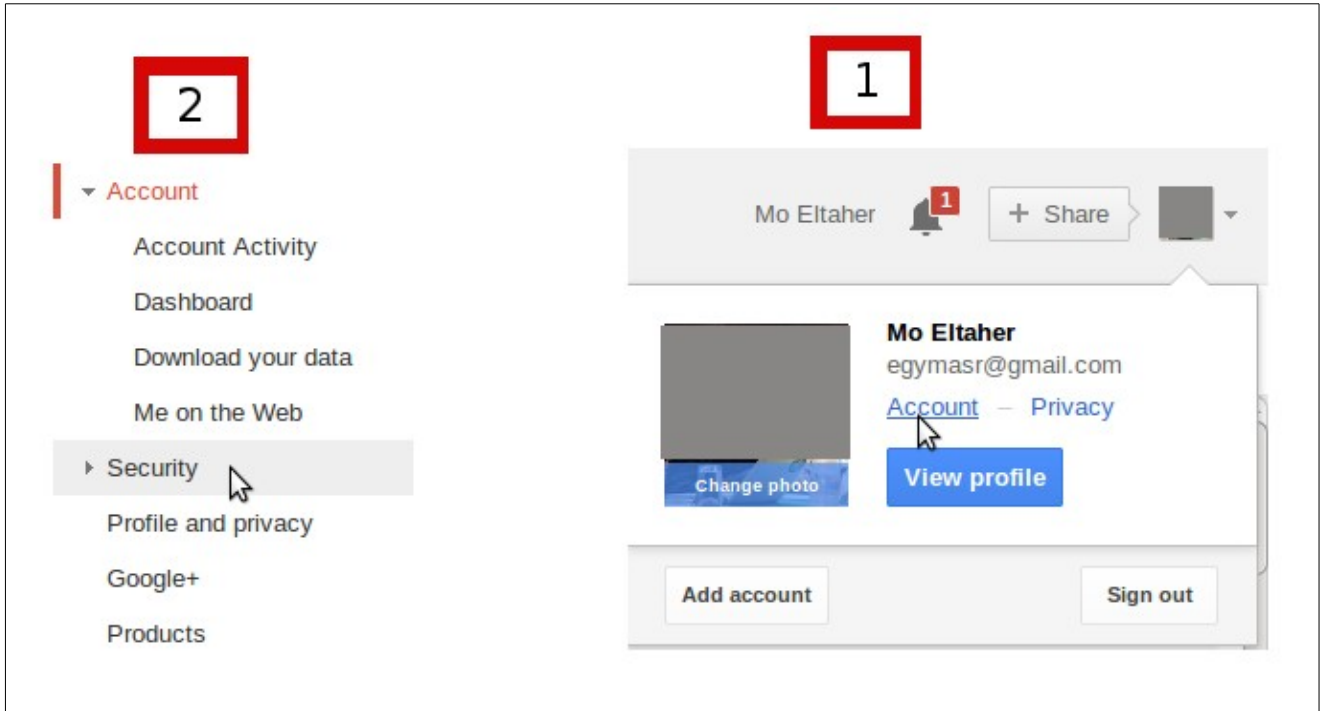 2
Account
Account Activity
Dashboard
Download your data
Me on the Web
Security
Profile and privacy
Google+
Products
1
Mo Eltaher
1
+ Share
Mo Eltaher
egymasr@gmail.com
Account – Privacy
View profile
Change photo
Add account
Sign out